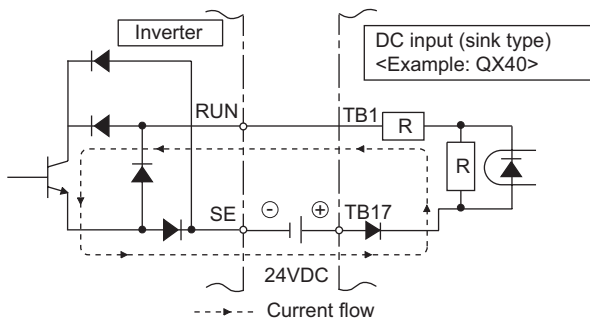 Inverter
DC input (sink type)
<Example: QX40>
RUN
TB1
R
R
SE
⊖
⊕
TB17
24VDC
Current flow